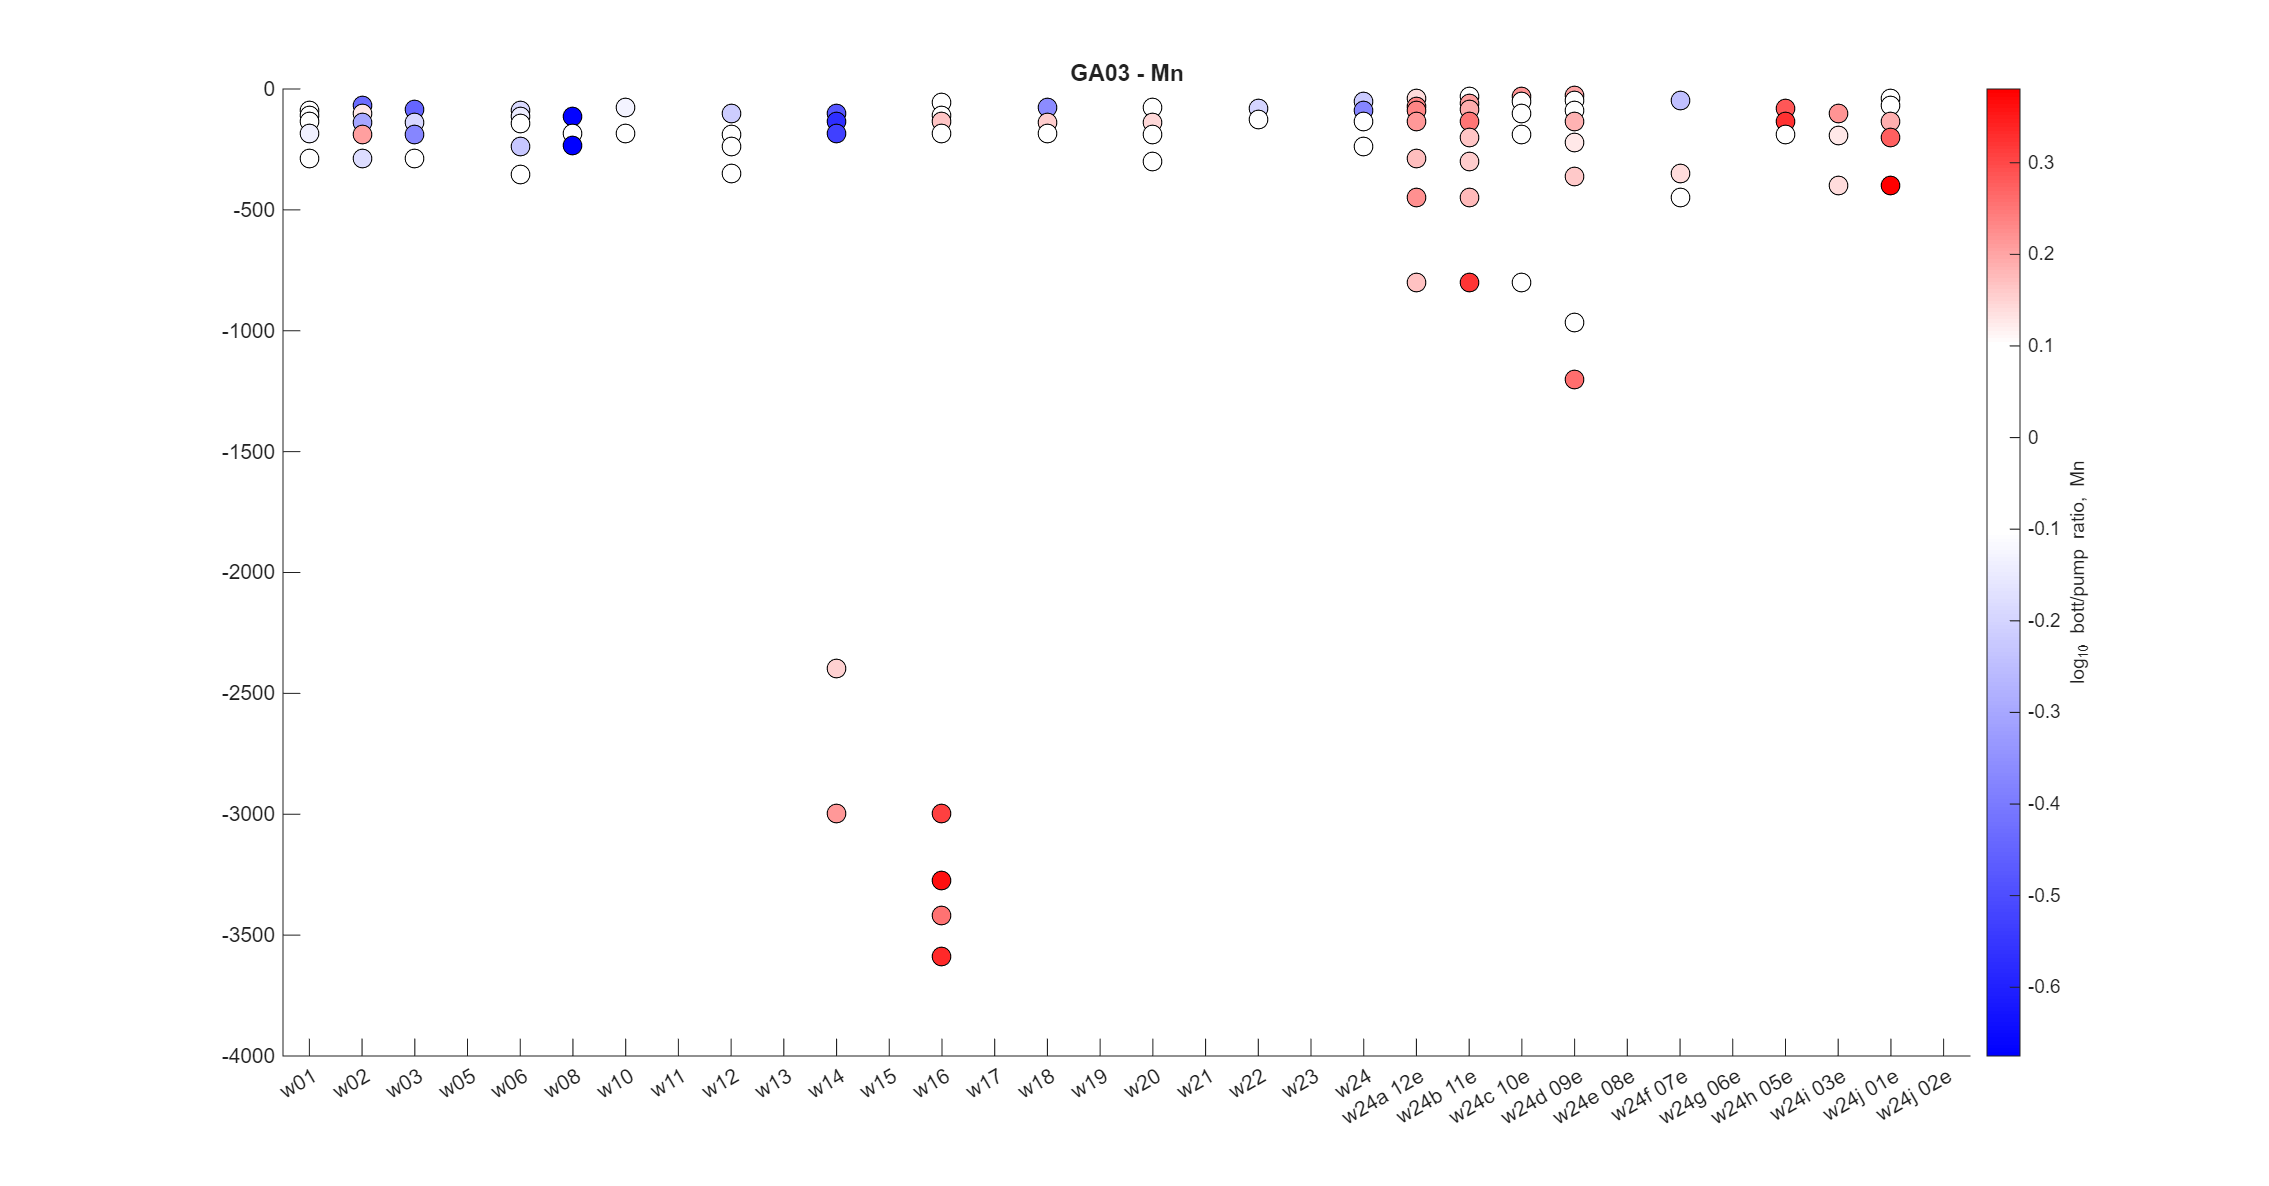 GA03 - Mn
0
-500
-1000
-1500
-2000
-2500
-3000
-3500
-4000
w01
w02
w03
w05
w06
w08
w10
w11
w12
w13
w14
w15
w16
w17
w18
w19
w20
w21
w22
w23
w24
w24a 12e
w24b 11e
w24c 10e
w24d 09e
w24e 08e
w24f 07e
w24g 06e
w24h 05e
w24i 03e
w24j 01e
w24j 02e
0.3
0.2
0.1
0
-0.1
-0.2
-0.3
-0.4
-0.5
-0.6
log₁₀ bott/pump ratio, Mn